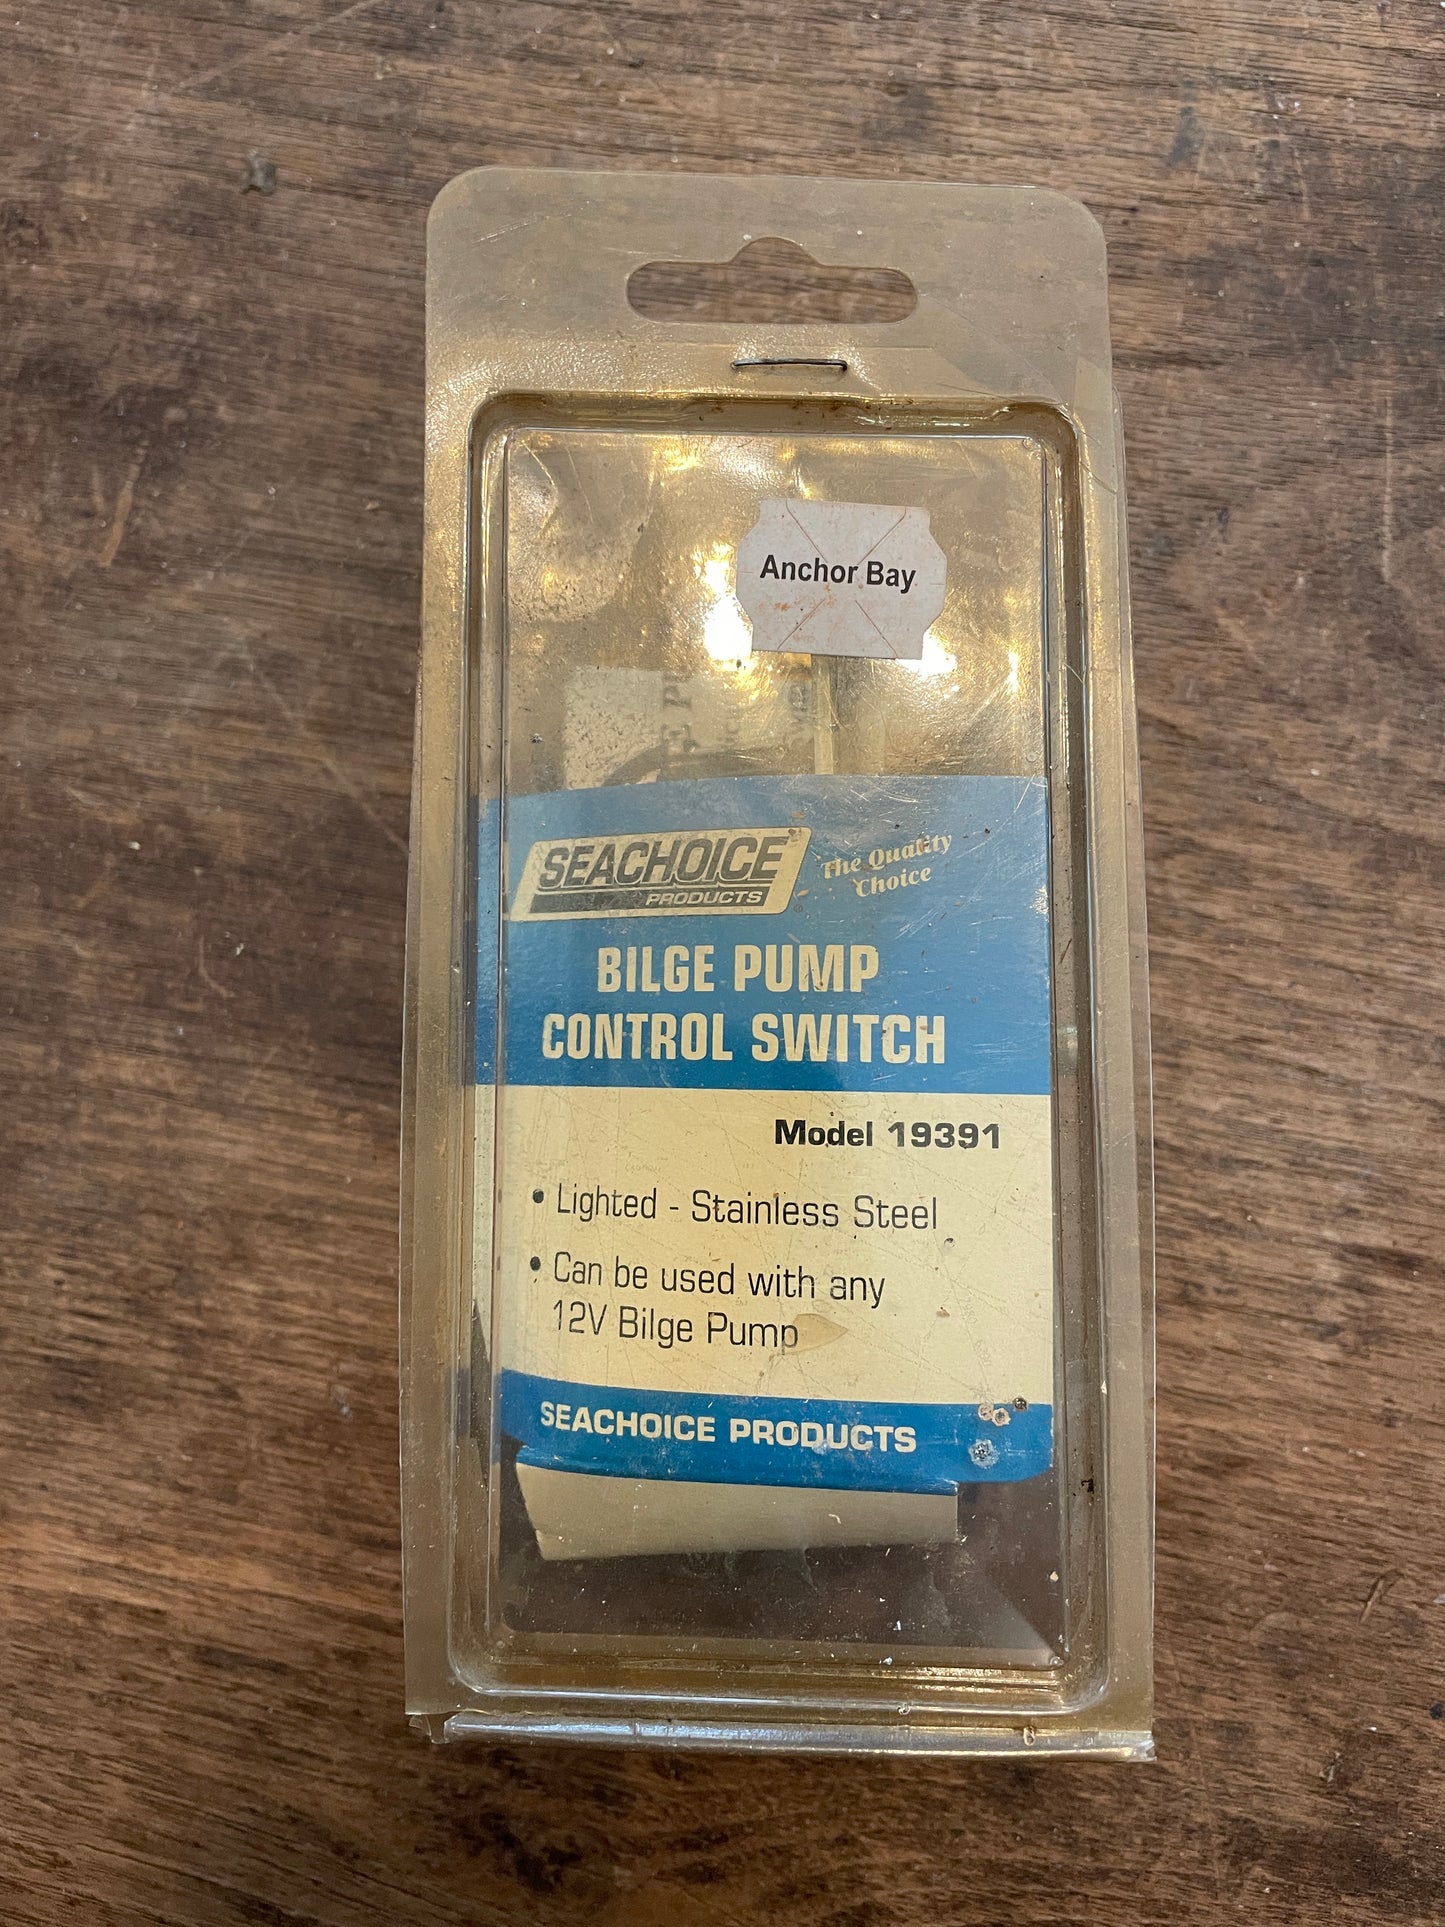 Anchor Bay
SEACHOICE
PRODUCTS
The Quality
Choice
BILGE PUMP
CONTROL SWITCH
Model 19391
• Lighted - Stainless Steel
• Can be used with any
12V Bilge Pump
SEACHOICE PRODUCTS